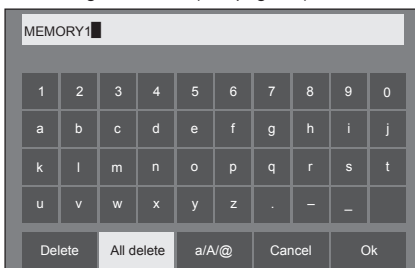 MEMORY1
1 2 3 4 5 6 7 8 9 0
a b c d e f g h i j
k l m n o p q r s t
u v w x y z . – _
Delete All delete a/A/@ Cancel Ok